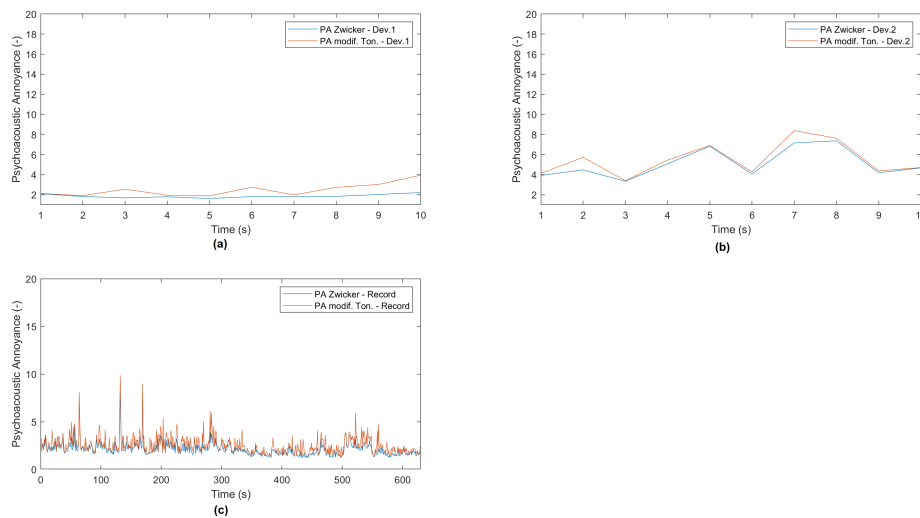 20
18
16
14
12
10
8
6
4
2
Psychoacoustic Annoyance (-)
PA Zwicker - Dev.1
PA modif. Ton. - Dev.1
1 2 3 4 5 6 7 8 9 10
Time (s)
(a)
20
18
16
14
12
10
8
6
4
2
Psychoacoustic Annoyance (-)
PA Zwicker - Dev.2
PA modif. Ton. - Dev.2
1 2 3 4 5 6 7 8 9 1
Time (s)
(b)
20
15
10
5
0
Psychoacoustic Annoyance (-)
PA Zwicker - Record
PA modif. Ton. - Record
0 100 200 300 400 500 600
Time (s)
(c)